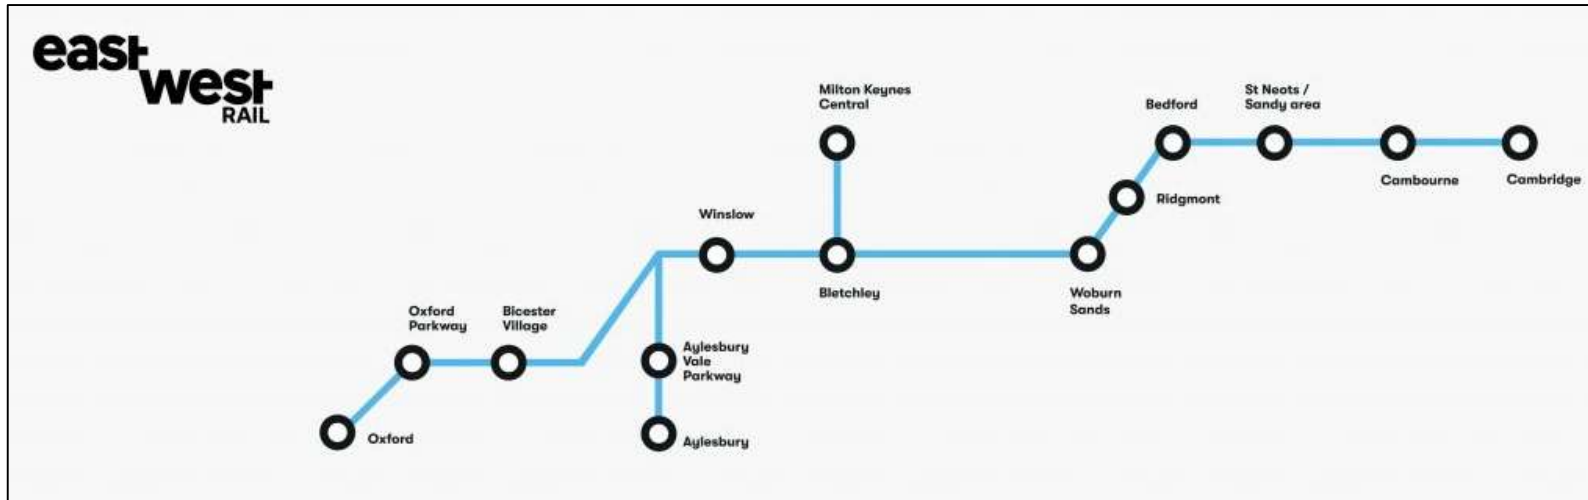 east
west
RAIL
Milton Keynes
Central
Bedford
St Neots /
Sandy area
Cambourne
Cambridge
Ridgmont
Winslow
Bletchley
Woburn
Sands
Oxford
Parkway
Bicester
Village
Aylesbury
Vale
Parkway
Oxford
Aylesbury